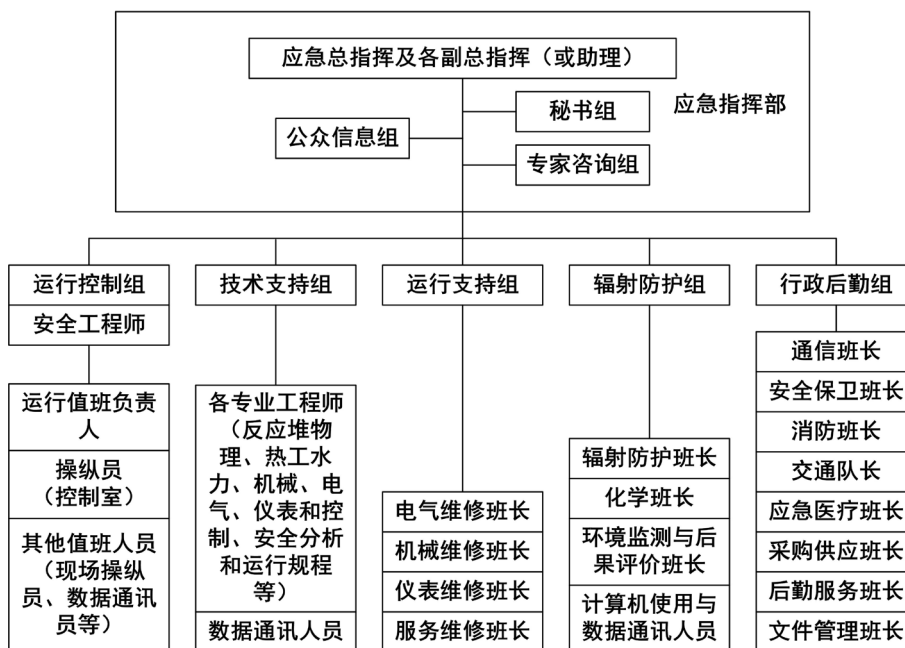 应急总指挥及各副总指挥（或助理）
应急指挥部
秘书组
公众信息组
专家咨询组
运行控制组
安全工程师
运行值班负责
人
操纵员
（控制室）
其他值班人员
（现场操纵
员、数据通讯
员等）
技术支持组
各专业工程师
（反应堆物
理、热工水
力、机械、电
气、仪表和控
制、安全分析
和运行规程
等）
数据通讯人员
运行支持组
电气维修班长
机械维修班长
仪表维修班长
服务维修班长
辐射防护组
辐射防护班长
化学班长
环境监测与后
果评价班长
计算机使用与
数据通讯人员
行政后勤组
通信班长
安全保卫班长
消防班长
交通队长
应急医疗班长
采购供应班长
后勤服务班长
文件管理班长